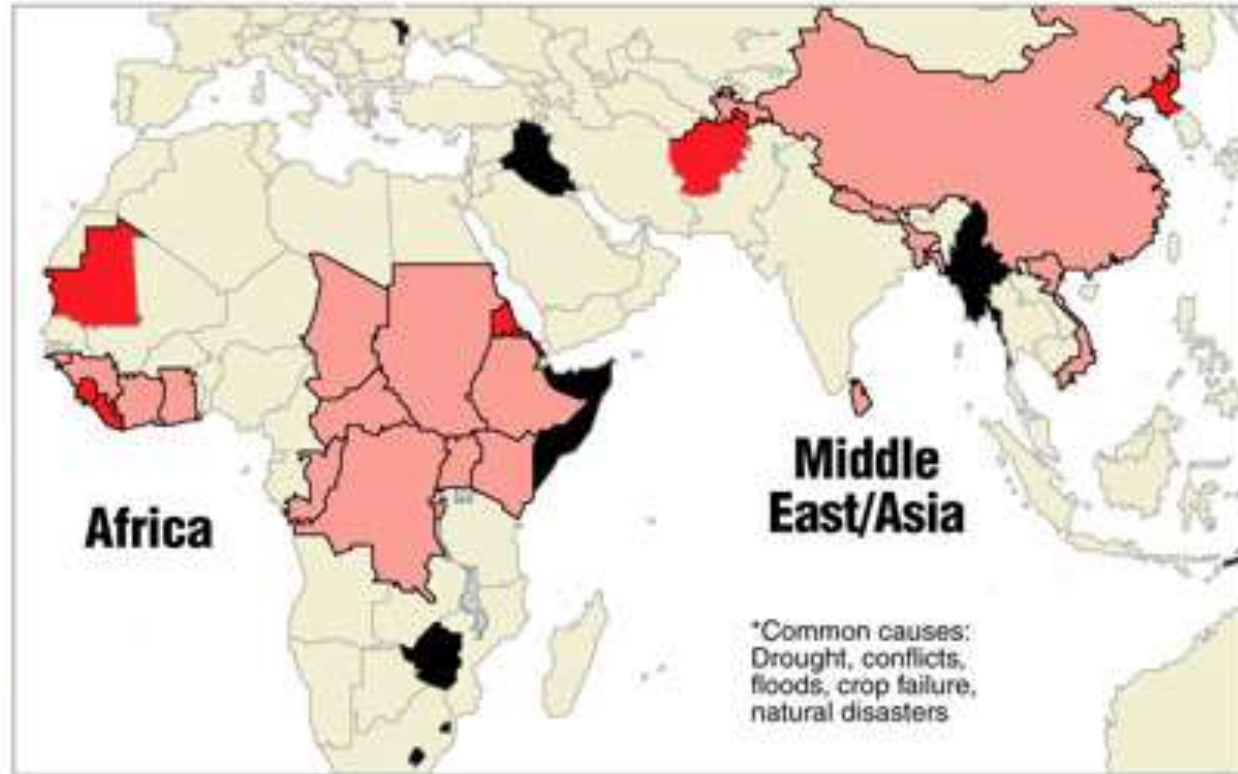 Africa
Middle
East/Asia
*Common causes:
Drought, conflicts,
floods, crop failure,
natural disasters